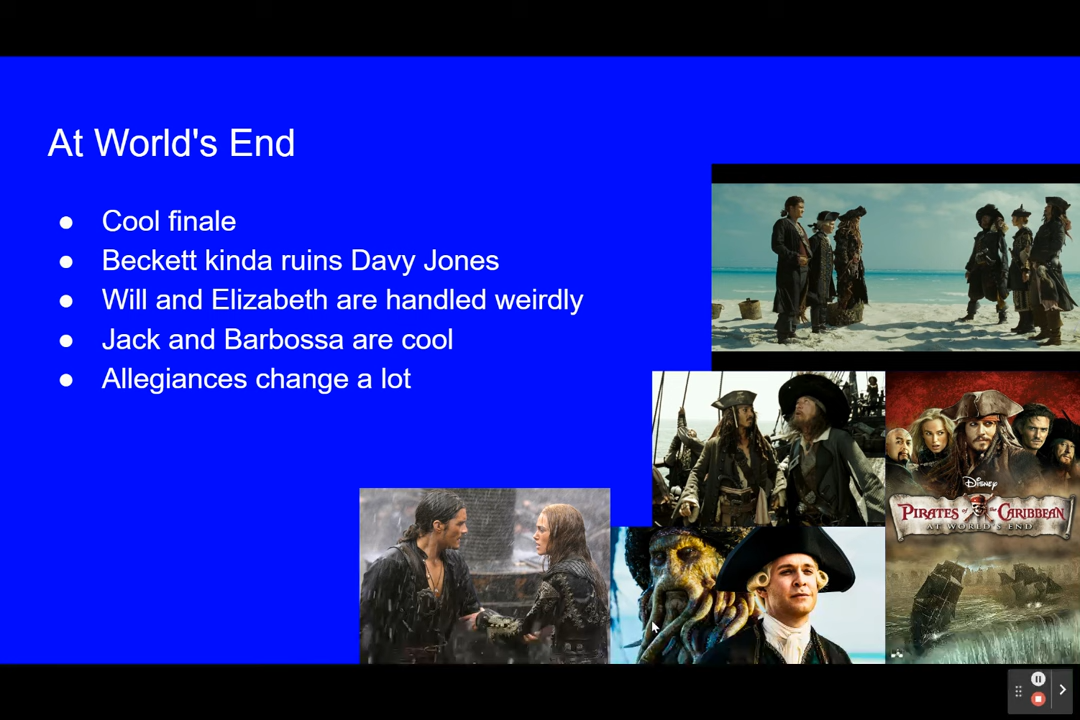 At World's End
● Cool finale
● Beckett kinda ruins Davy Jones
● Will and Elizabeth are handled weirdly
● Jack and Barbossa are cool
● Allegiances change a lot
Disney
PIRATES of the CARIBBEAN
AT WORLD'S END